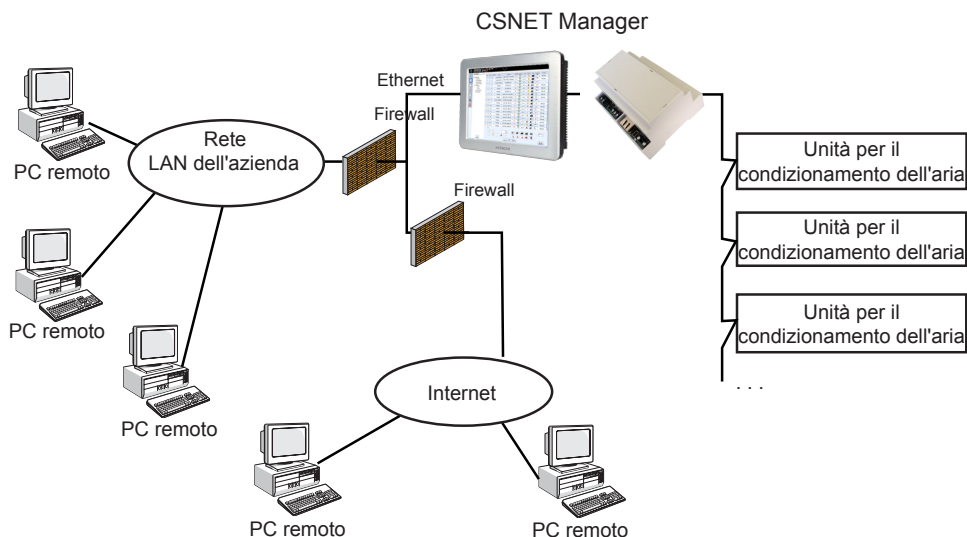 CSNET Manager
Ethernet
Firewall
Rete
LAN dell'azienda
PC remoto
Firewall
Unità per il
condizionamento dell'aria
Unità per il
condizionamento dell'aria
Unità per il
condizionamento dell'aria
. . .
PC remoto
PC remoto
Internet
PC remoto
PC remoto